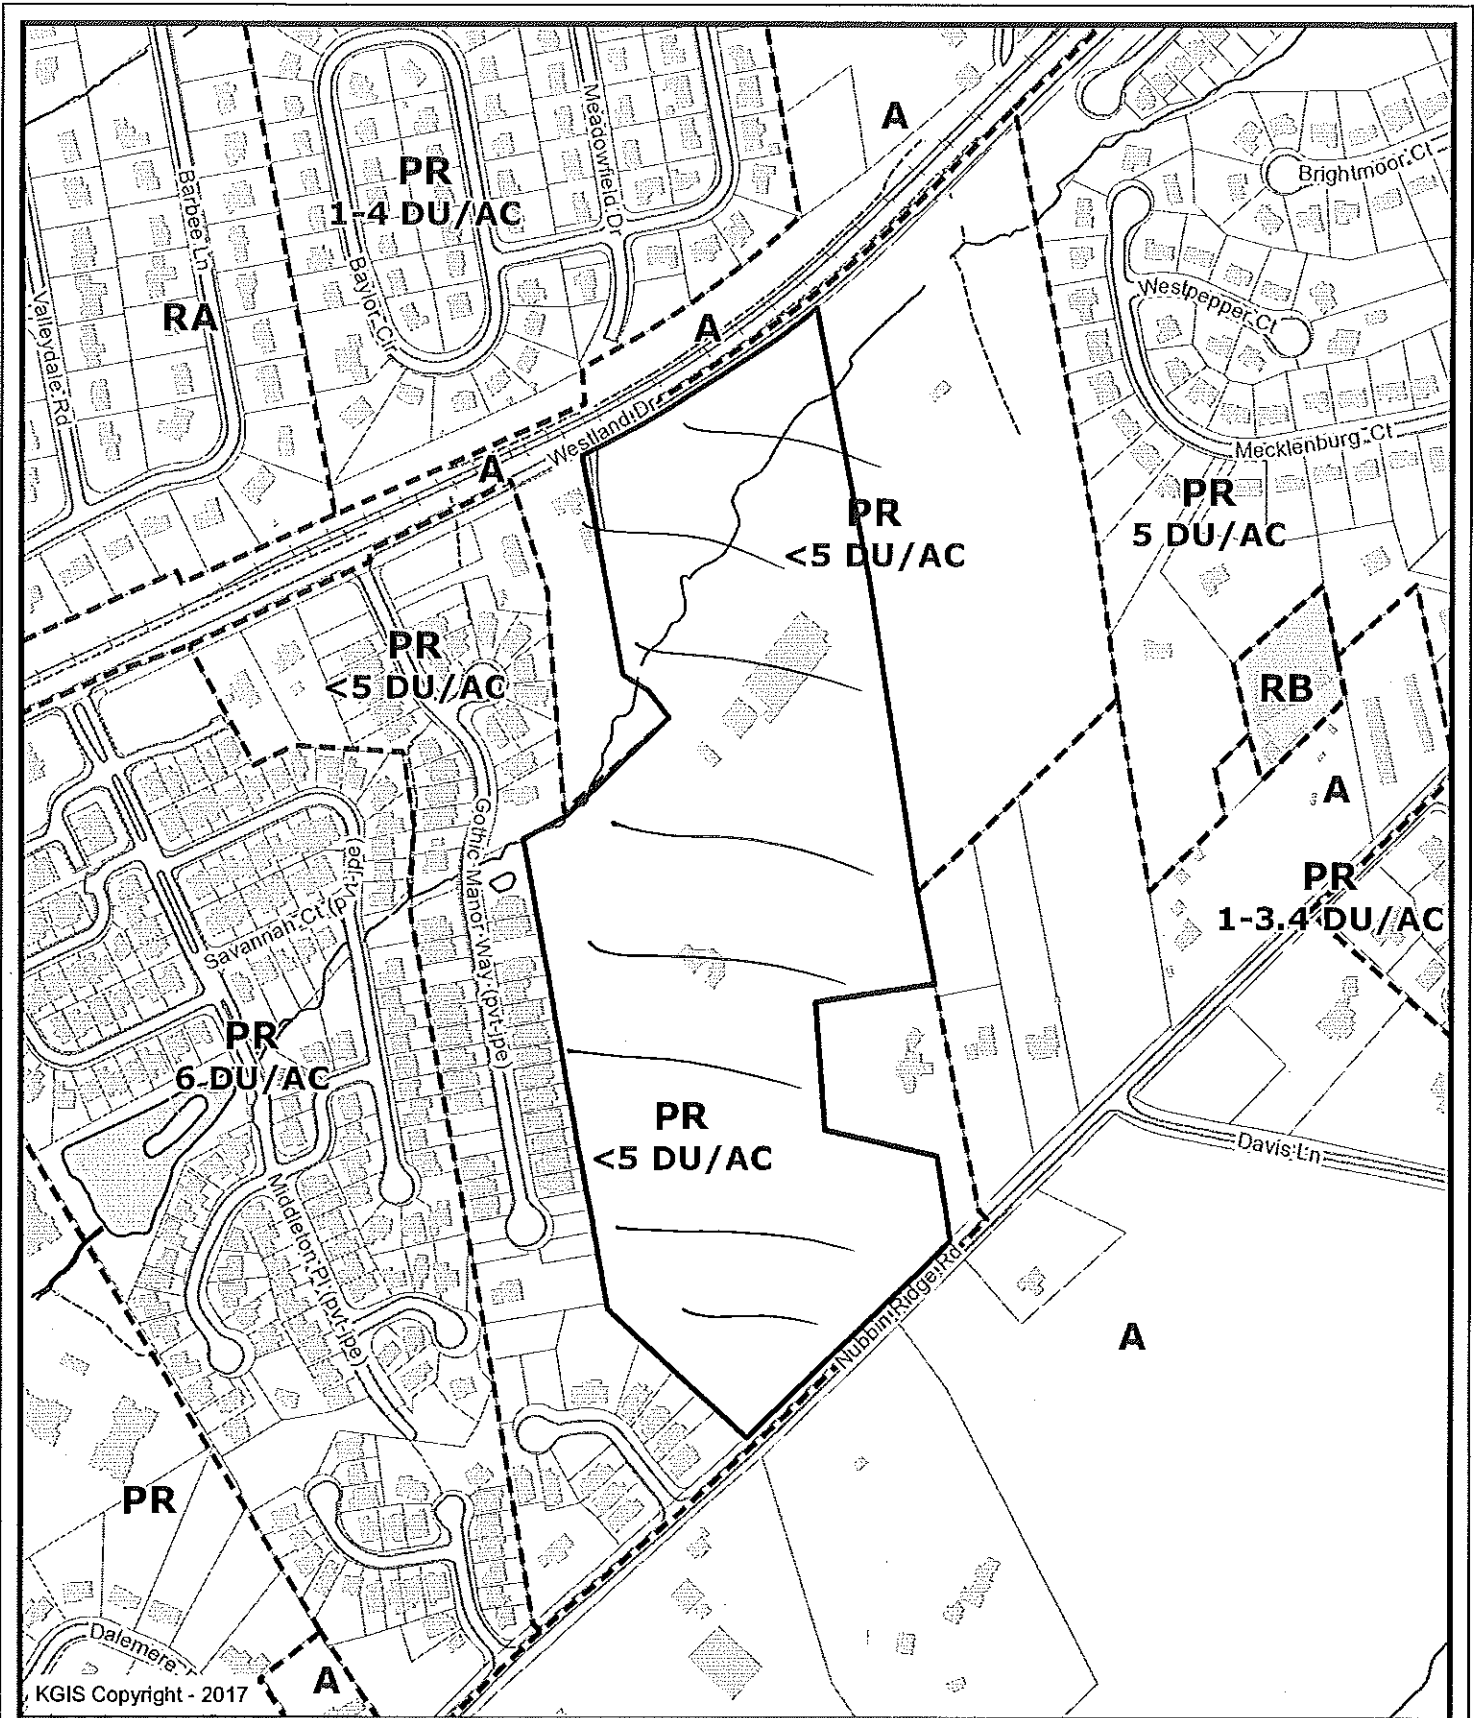 A
Barbee Ln
PR
1-4 DU/AC
Meadowfield Dr
Brightmoor Ct
Westpepper Ct
Valleydale Rd
RA
Baylor Cir
A
Westland Dr
A
Mecklenburg Ct
PR
<5 DU/AC
PR
5 DU/AC
PR
<5 DU/AC
RB
A
Gothic Manor Way (pvt-jpe)
Savannah Ct (pvt-jpe)
PR
1-3.4 DU/AC
PR
6 DU/AC
PR
<5 DU/AC
Davis Ln
Middleton Pl (pvt-jpe)
Nubbin Ridge Rd
A
PR
Dalemere
A
KGIS Copyright - 2017